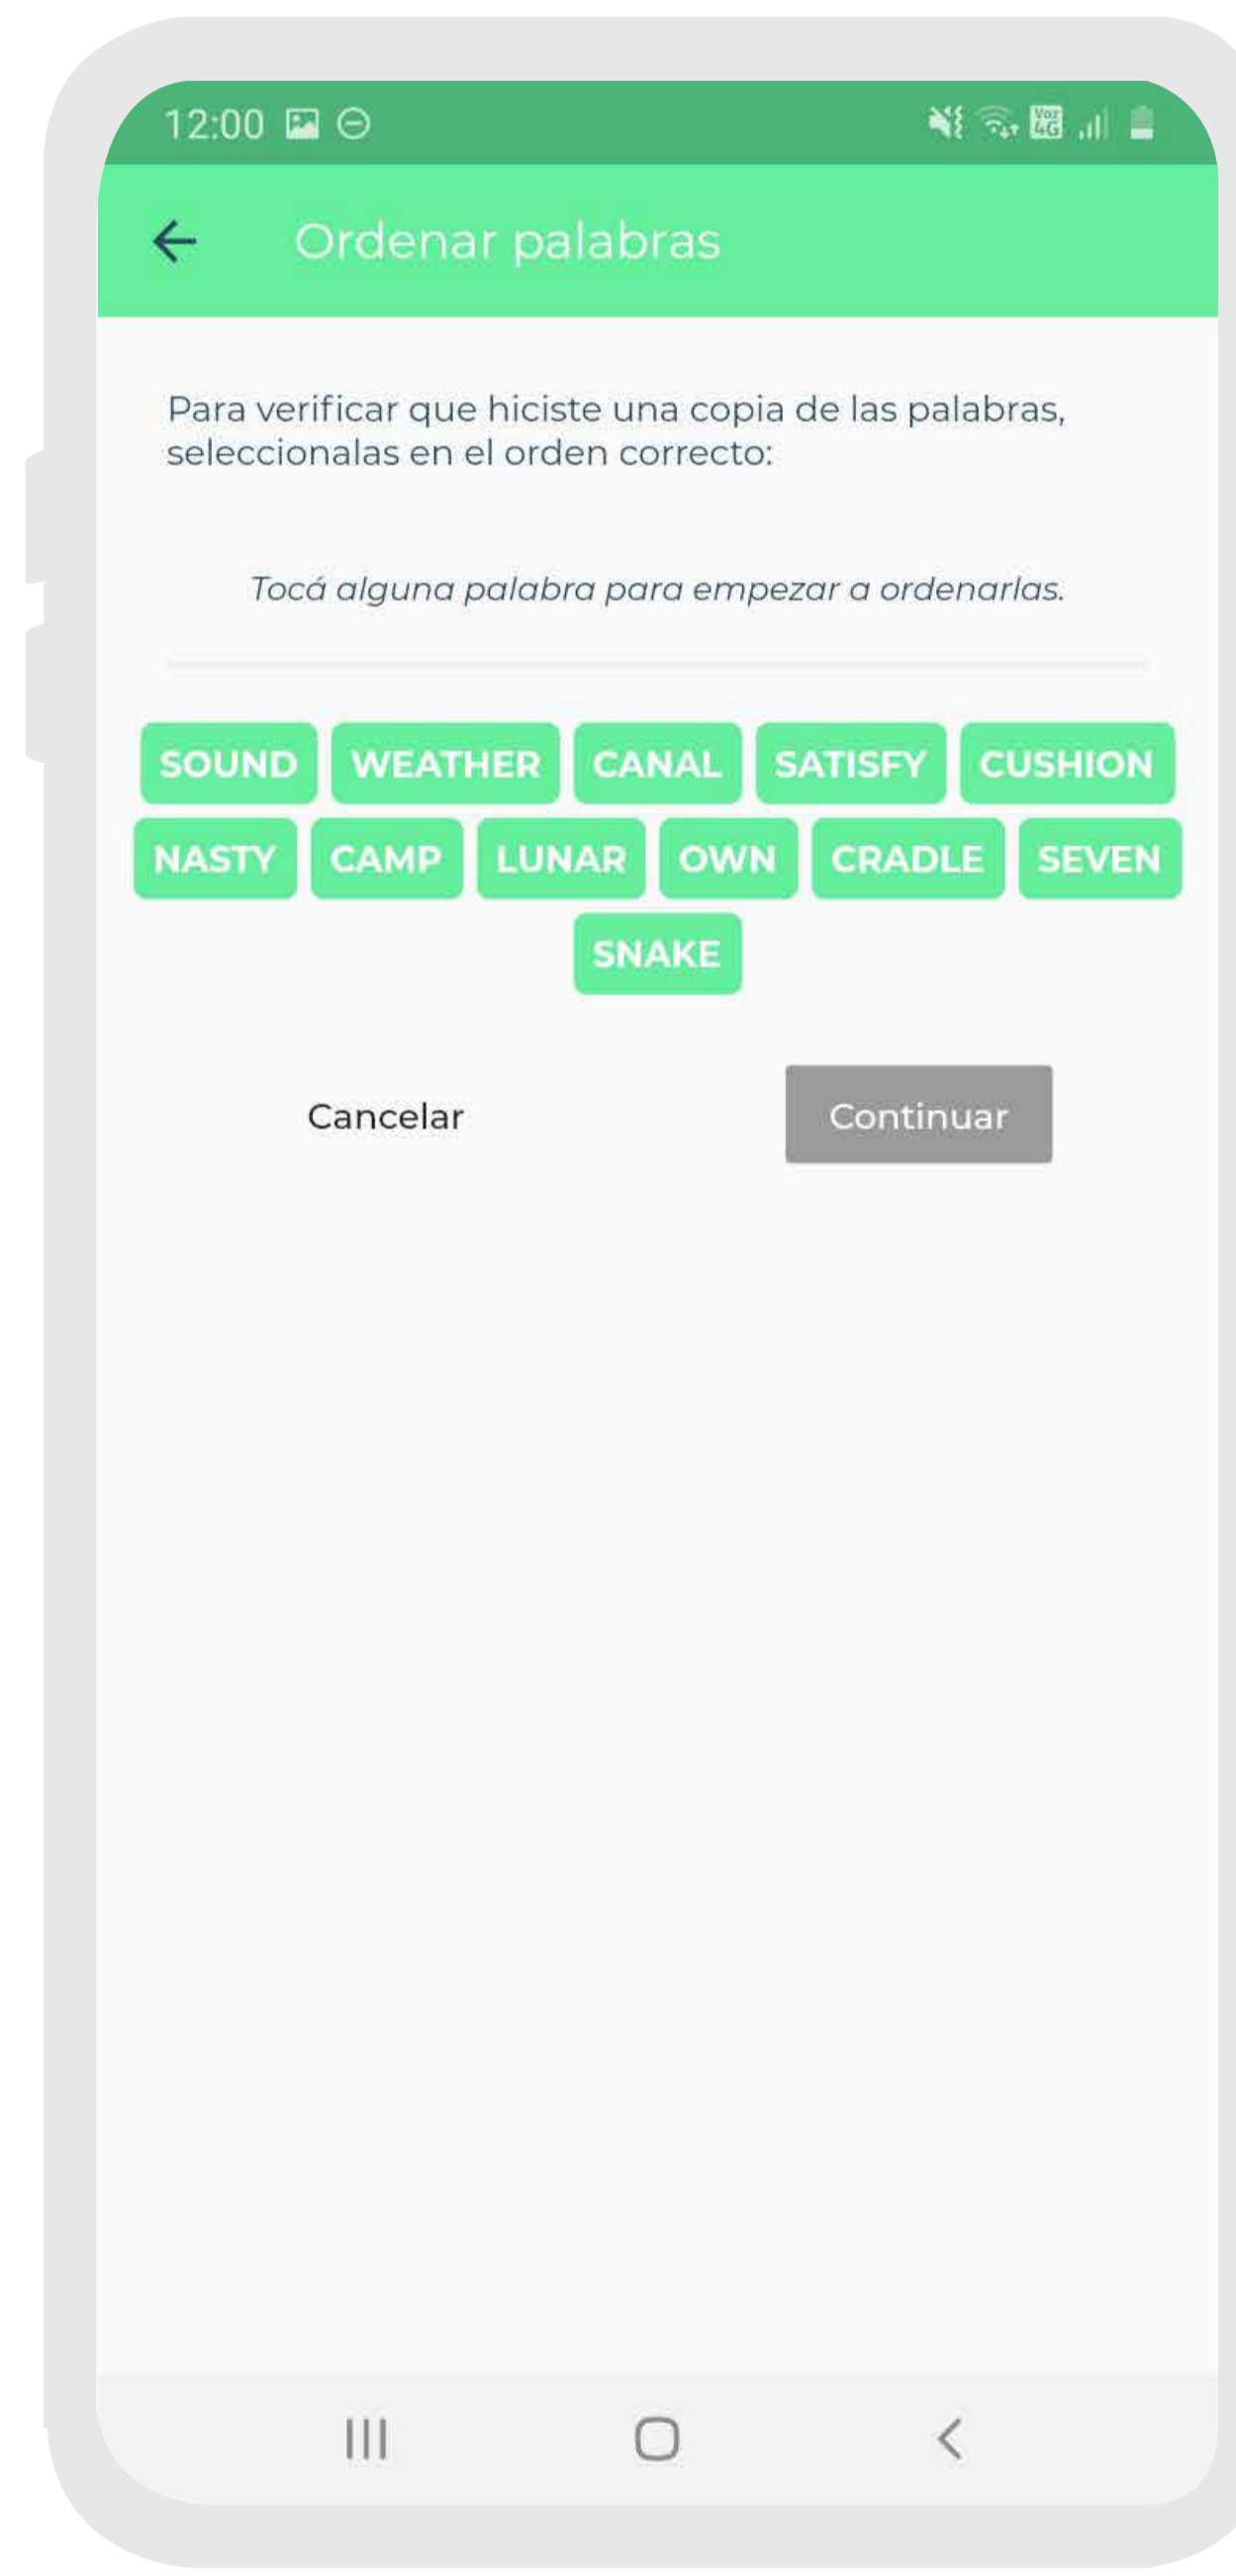 12:00
Voz 4G
Ordenar palabras
Para verificar que hiciste una copia de las palabras,
seleccionalas en el orden correcto:
Tocá alguna palabra para empezar a ordenarlas.
SOUND WEATHER CANAL SATISFY CUSHION
NASTY CAMP LUNAR OWN CRADLE SEVEN
SNAKE
Cancelar Continuar